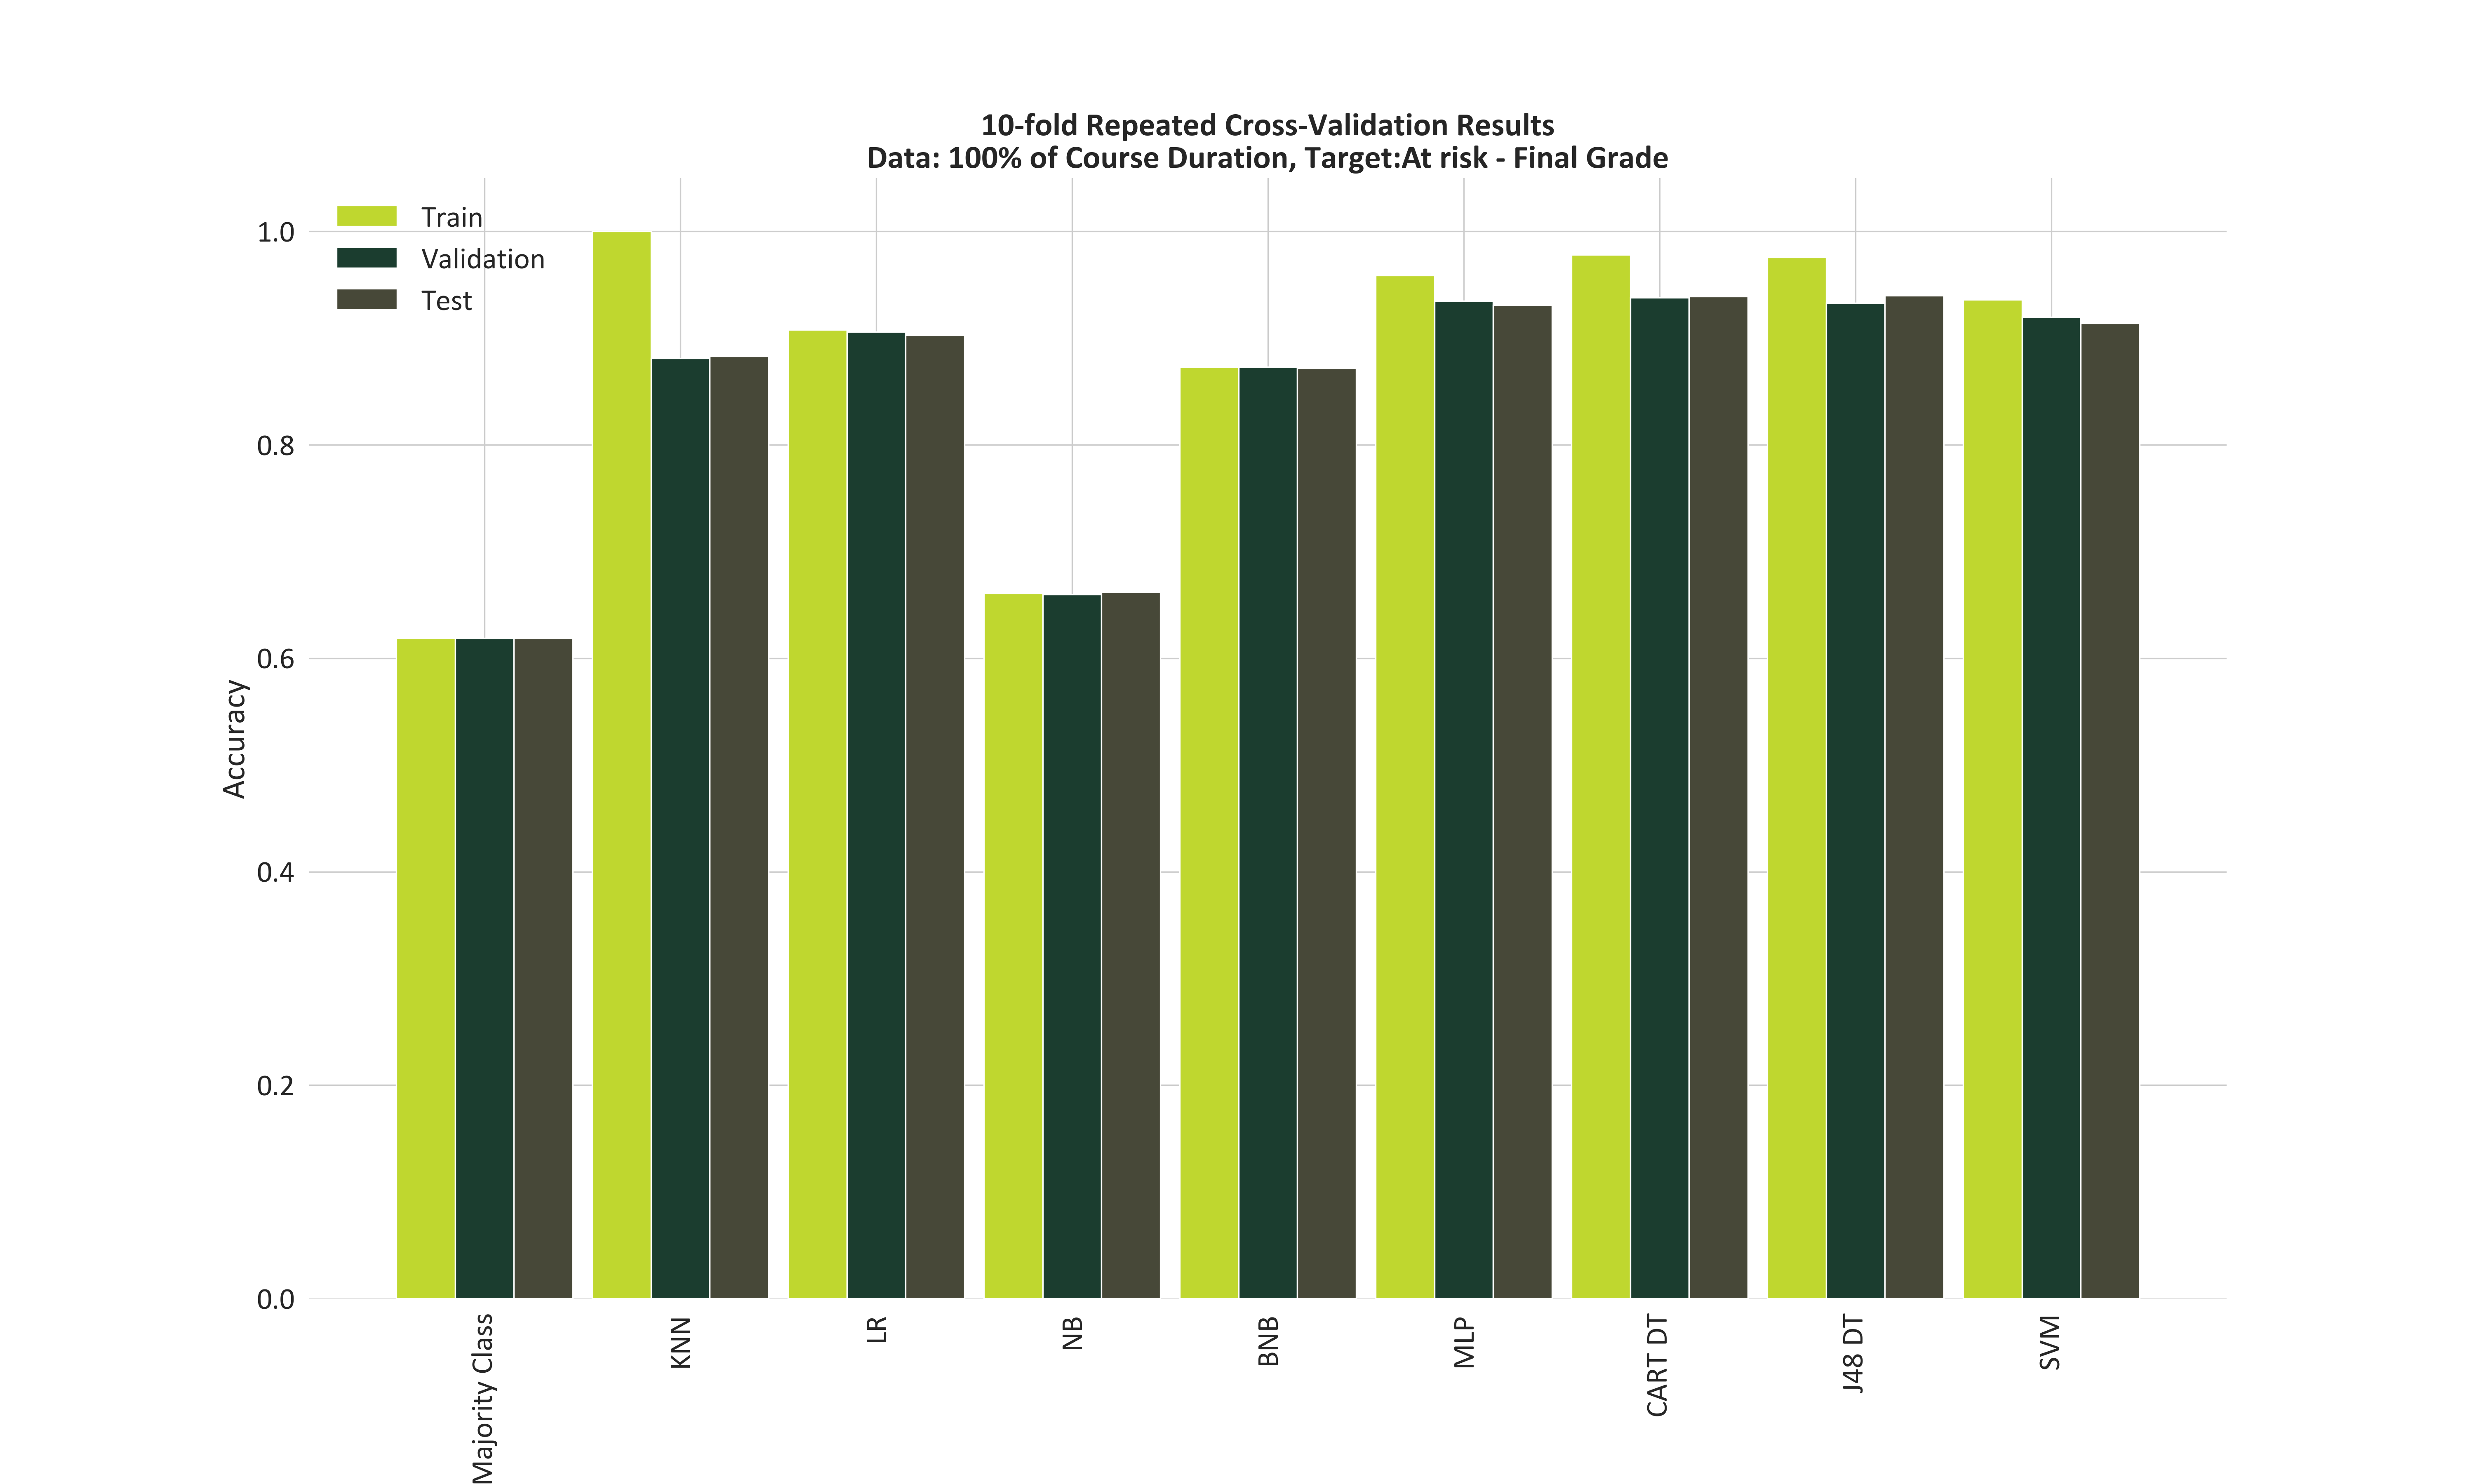 10-fold Repeated Cross-Validation Results
Data: 100% of Course Duration, Target:At risk - Final Grade
Train
Validation
Test
Accuracy
1.0
0.8
0.6
0.4
0.2
0.0
Majority Class
KNN
LR
NB
BNB
MLP
CART DT
J48 DT
SVM